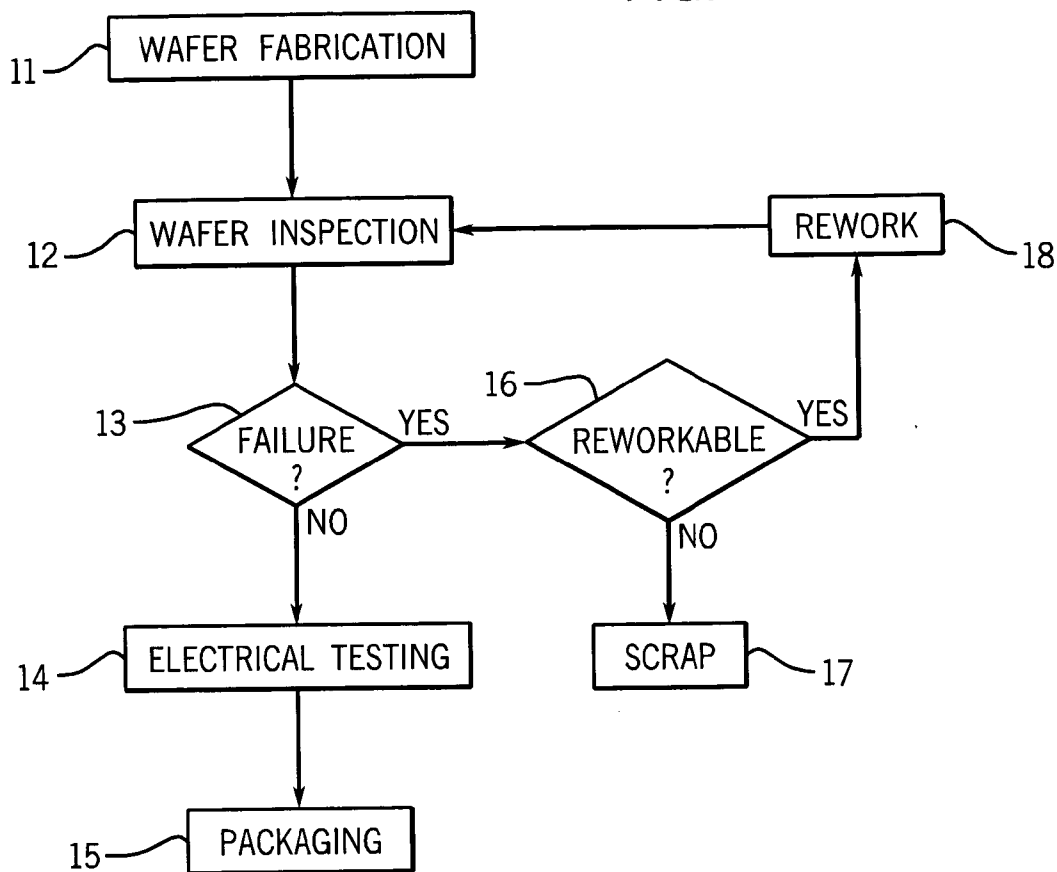 WAFER FABRICATION
11
WAFER INSPECTION
12
REWORK
18
13
FAILURE
?
YES
NO
16
REWORKABLE
?
YES
NO
ELECTRICAL TESTING
14
SCRAP
17
PACKAGING
15